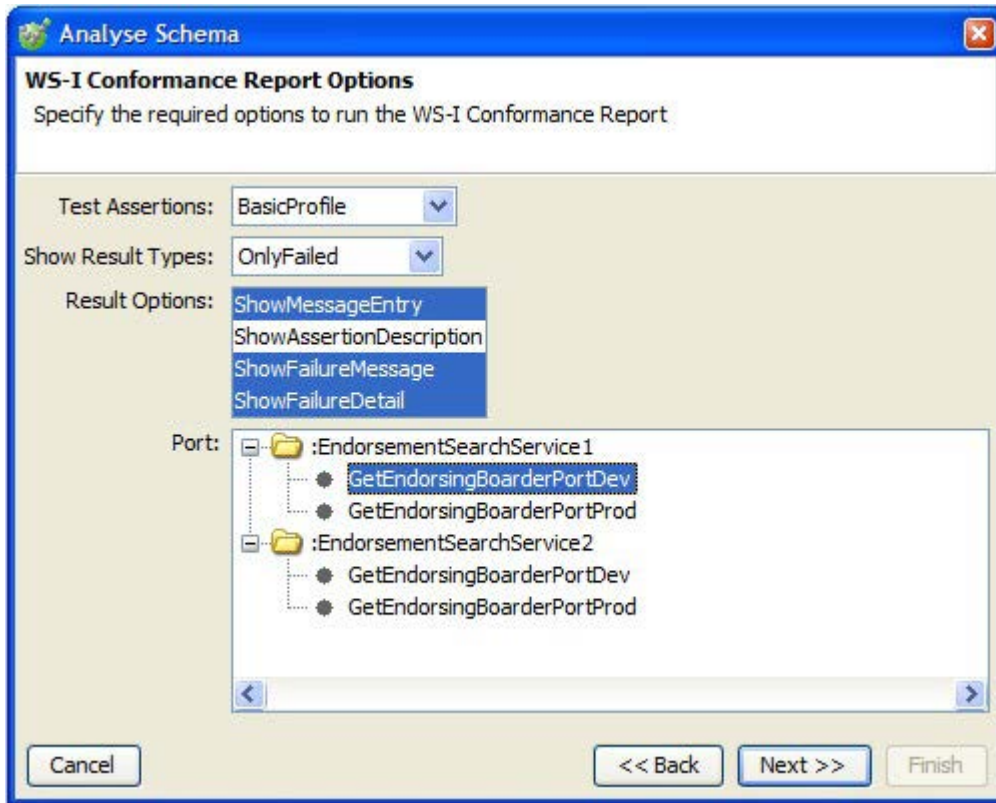 Analyse Schema
WS-I Conformance Report Options
Specify the required options to run the WS-I Conformance Report
Test Assertions: BasicProfile
Show Result Types: OnlyFailed
Result Options: ShowMessageEntry
ShowAssertionDescription
ShowFailureMessage
ShowFailureDetail
Port: :EndorsementSearchService1
GetEndorsingBoarderPortDev
GetEndorsingBoarderPortProd
:EndorsementSearchService2
GetEndorsingBoarderPortDev
GetEndorsingBoarderPortProd
Cancel << Back Next >> Finish